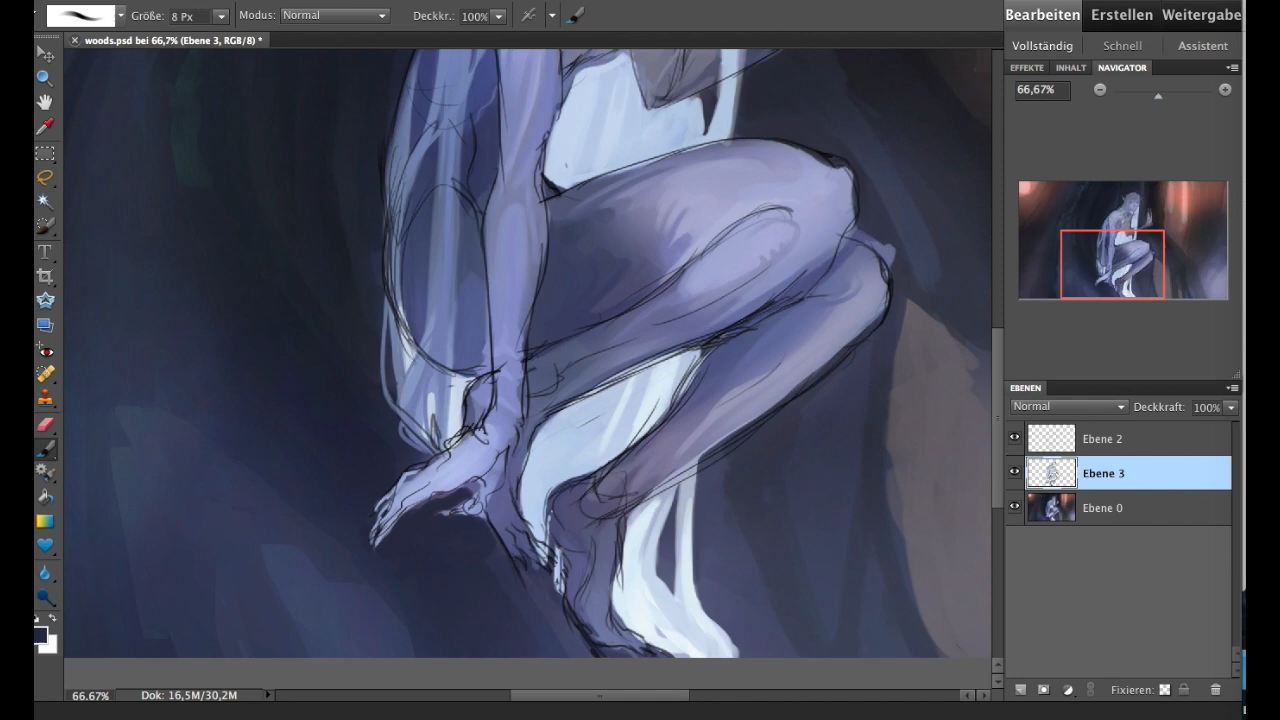 Größe: 8 Px Modus: Normal Deckkr.: 100% Bearbeiten Erstellen Weitergabe
woods.psd bei 66,7% (Ebene 3, RGB/8) * Vollständig Schnell Assistent
EFFEKTE INHALT NAVIGATOR
66,67%
EBENEN
Normal Deckkraft: 100%
Ebene 2
Ebene 3
Ebene 0
66.67% Dok: 16,5M/30,2M Fixieren: